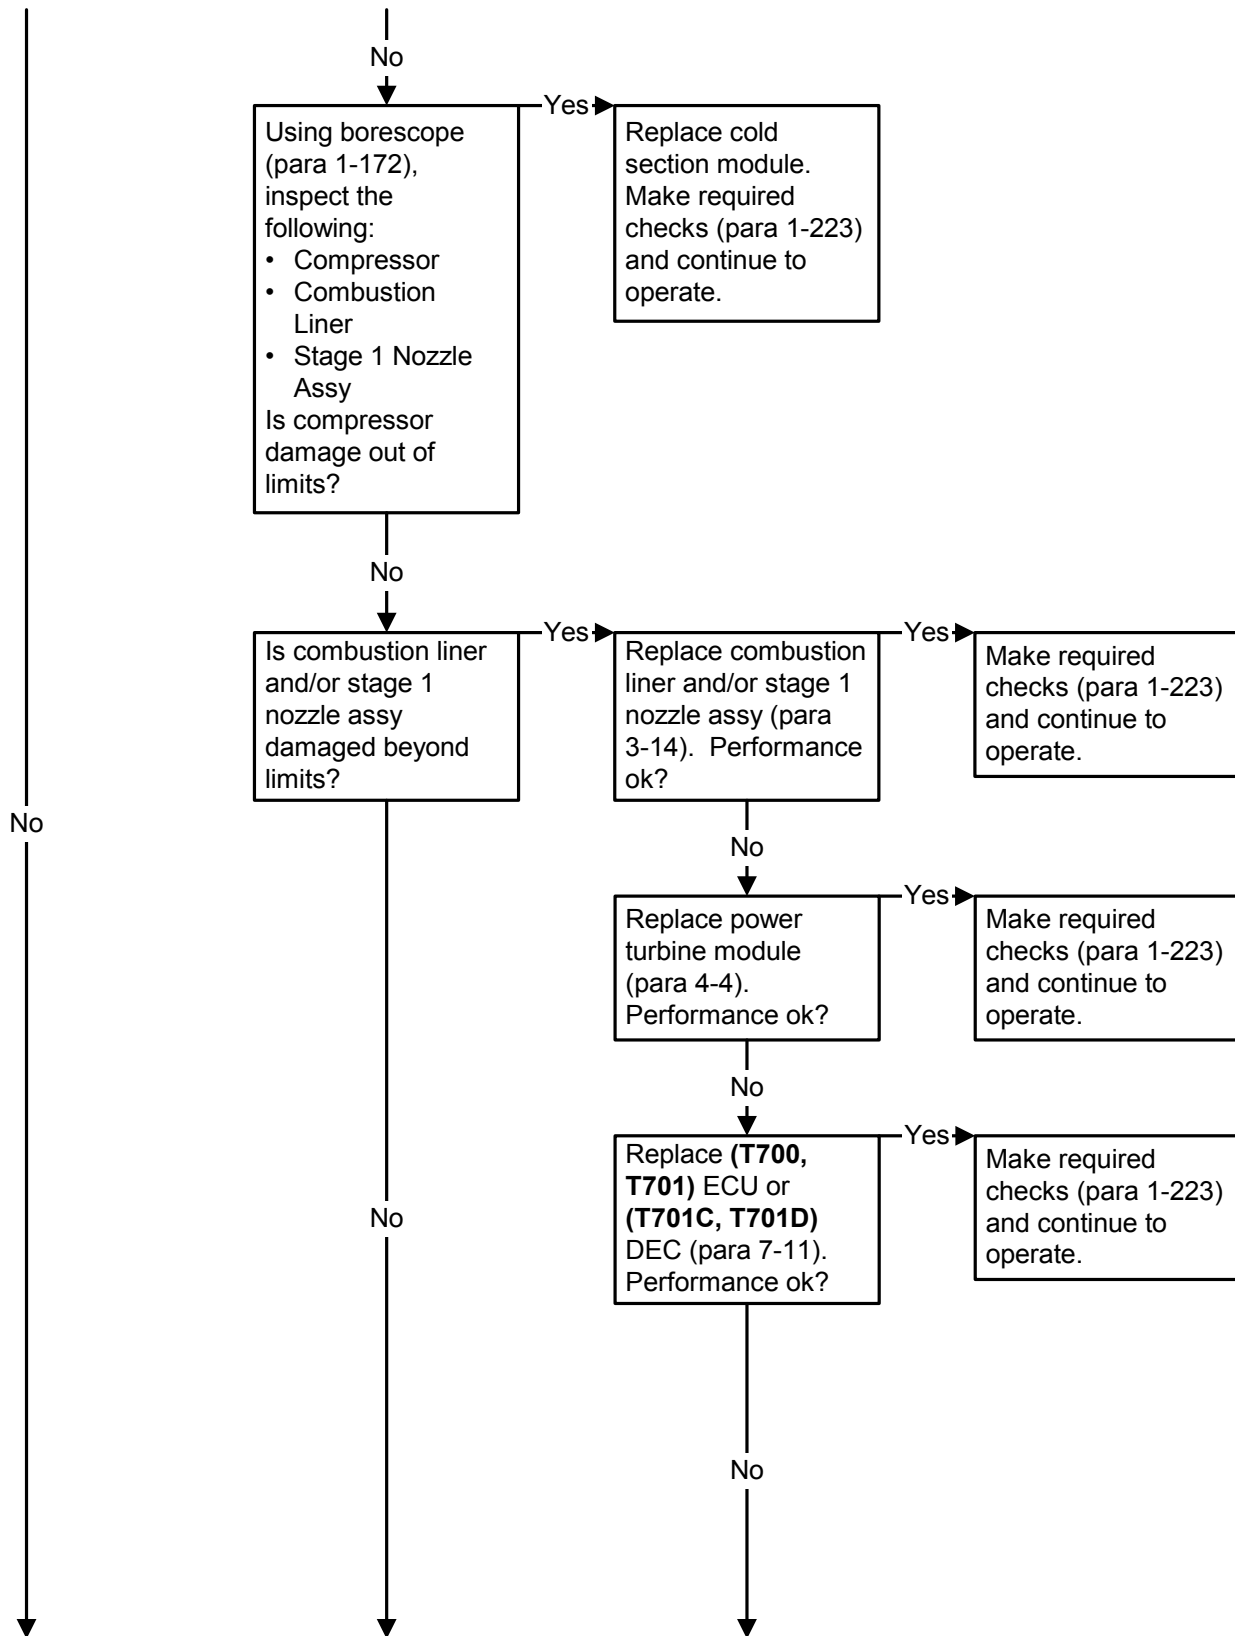 No
Yes
Using borescope
(para 1-172),
inspect the
following:
• Compressor
• Combustion
Liner
• Stage 1 Nozzle
Assy
Is compressor
damage out of
limits?
Replace cold
section module.
Make required
checks (para 1-223)
and continue to
operate.
No
Yes
Yes
Is combustion liner
and/or stage 1
nozzle assy
damaged beyond
limits?
Replace combustion
liner and/or stage 1
nozzle assy (para
3-14).  Performance
ok?
Make required
checks (para 1-223)
and continue to
operate.
No
No
Yes
Replace power
turbine module
(para 4-4).
Performance ok?
Make required
checks (para 1-223)
and continue to
operate.
No
Yes
Replace (T700,
T701) ECU or
(T701C, T701D)
DEC (para 7-11).
Performance ok?
Make required
checks (para 1-223)
and continue to
operate.
No
No